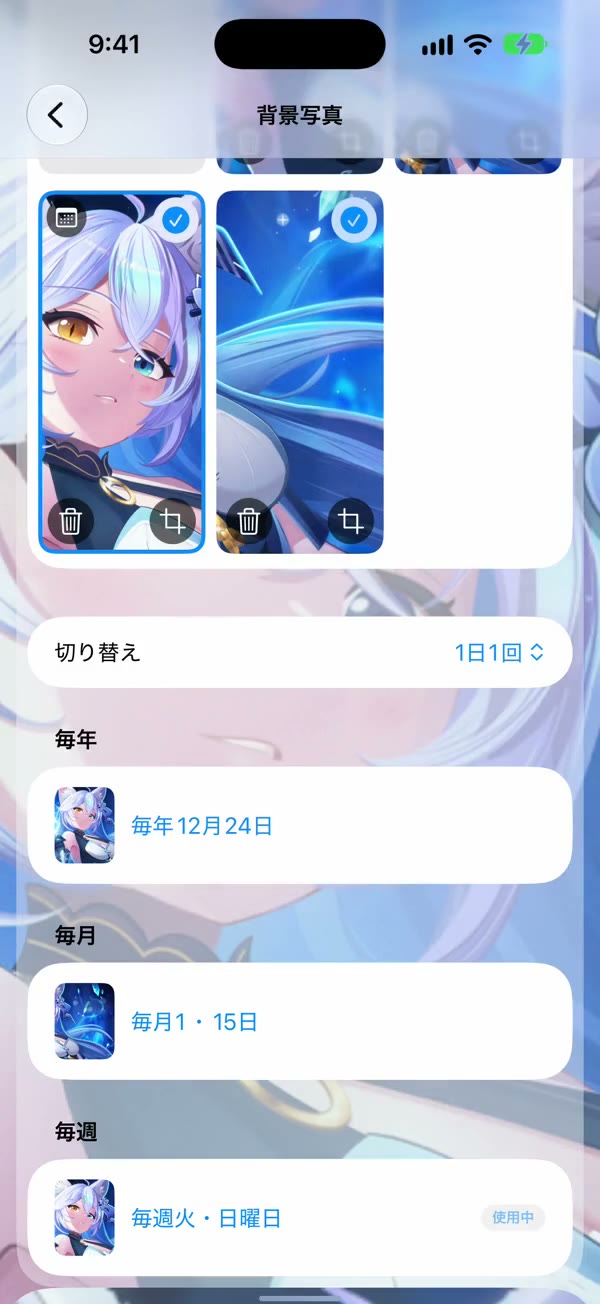 9:41
背景写真
切り替え
1日1回
毎年
毎年12月24日
毎月
毎月1・15日
毎週
毎週火・日曜日
使用中